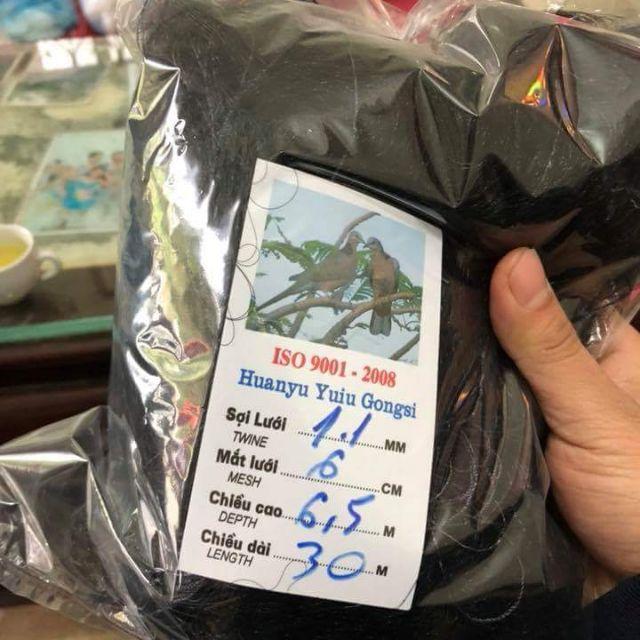 ISO 9001 - 2008
Huanyu Yuiu Gongsi
Sợi Lưới ......1.1......MM
TWINE
Mắt lưới ......6......CM
MESH
Chiều cao ......6,5......M
DEPTH
Chiều dài ......30......M
LENGTH